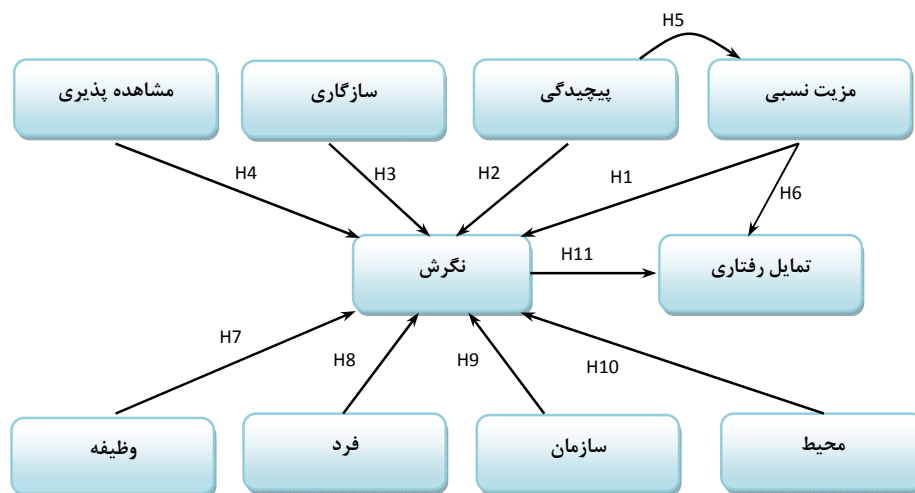 H5
مزیت نسبی
پیچیدگی
سازگاری
مشاهده پذیری
H6
H1
H2
H3
H4
تمایل رفتاری
H11
نگرش
H10
H9
H8
H7
محیط
سازمان
فرد
وظیفه